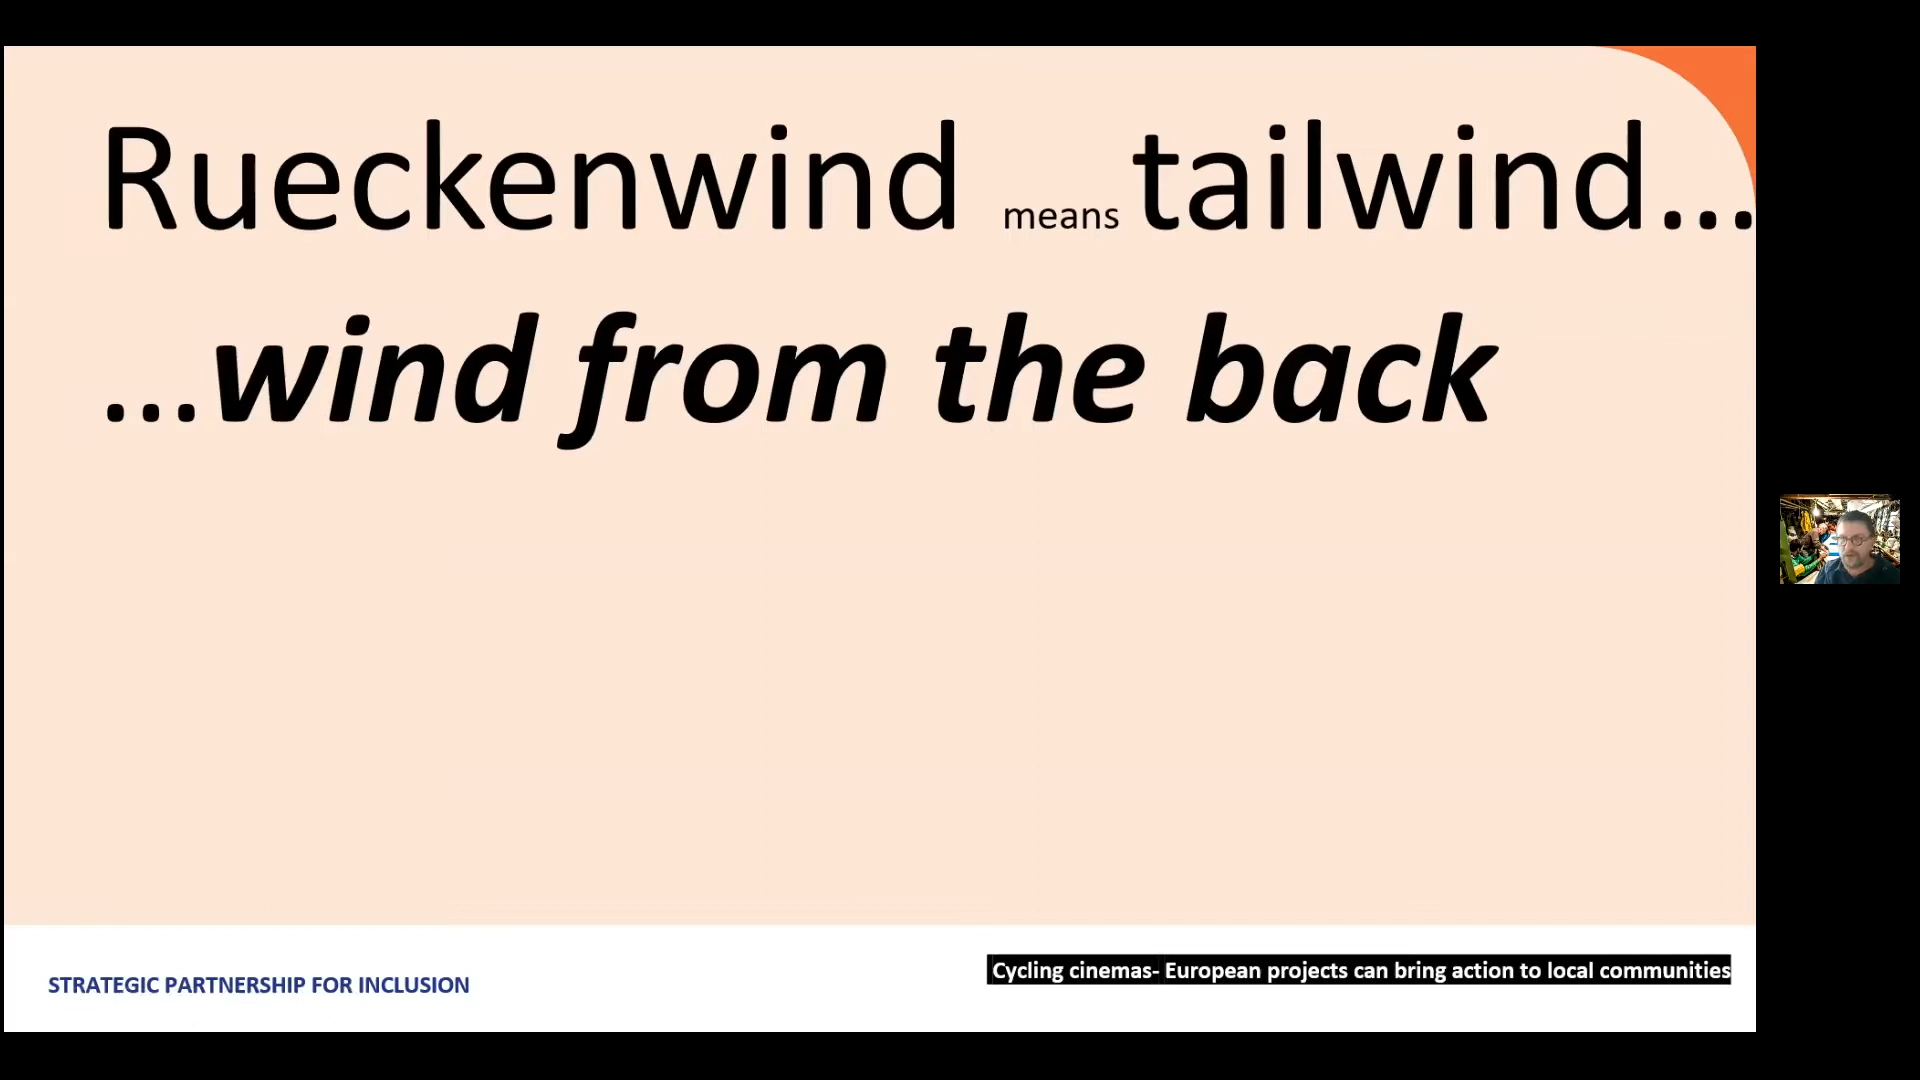 Rueckenwind means tailwind...
...wind from the back
STRATEGIC PARTNERSHIP FOR INCLUSION
Cycling cinemas- European projects can bring action to local communities